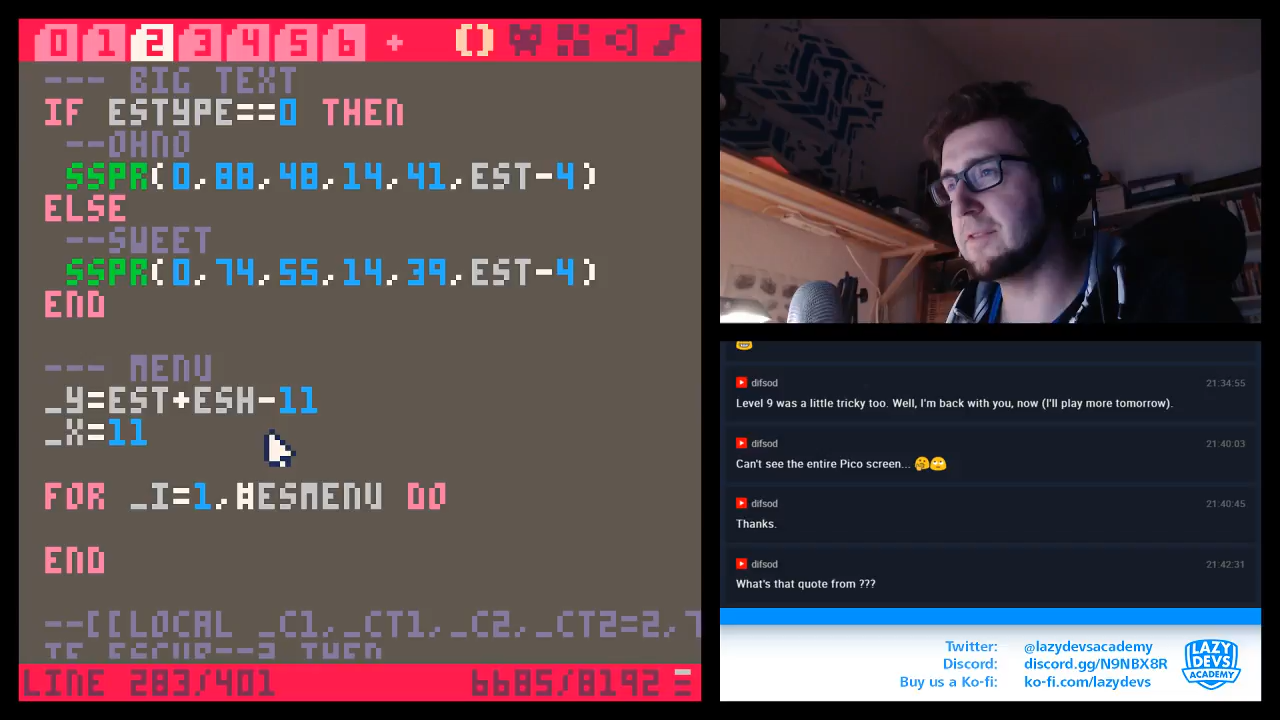 0 1 2 3 4 5 6 +
--- BIG TEXT
IF ESTYPE==0 THEN
--OHNO
SSPR(0,88,48,14,41,EST-4)
ELSE
--SWEET
SSPR(0,74,55,14,39,EST-4)
END
--- MENU
_Y=EST+ESH-11
_X=11
FOR _I=1,#ESMENU DO
END
--[[LOCAL _C1,_CT1,_C2,_CT2=2,7
LINE 283/401
6685/8192
difsod
21:34:55
Level 9 was a little tricky too. Well, I'm back with you, now (I'll play more tomorrow).
difsod
21:40:03
Can't see the entire Pico screen... 🤔🙄
difsod
21:40:45
Thanks.
difsod
21:42:31
What's that quote from ???
Twitter: @lazydevsacademy
Discord: discord.gg/N9NBX8R
Buy us a Ko-fi: ko-fi.com/lazydevs
LAZY
DEVS
ACADEMY